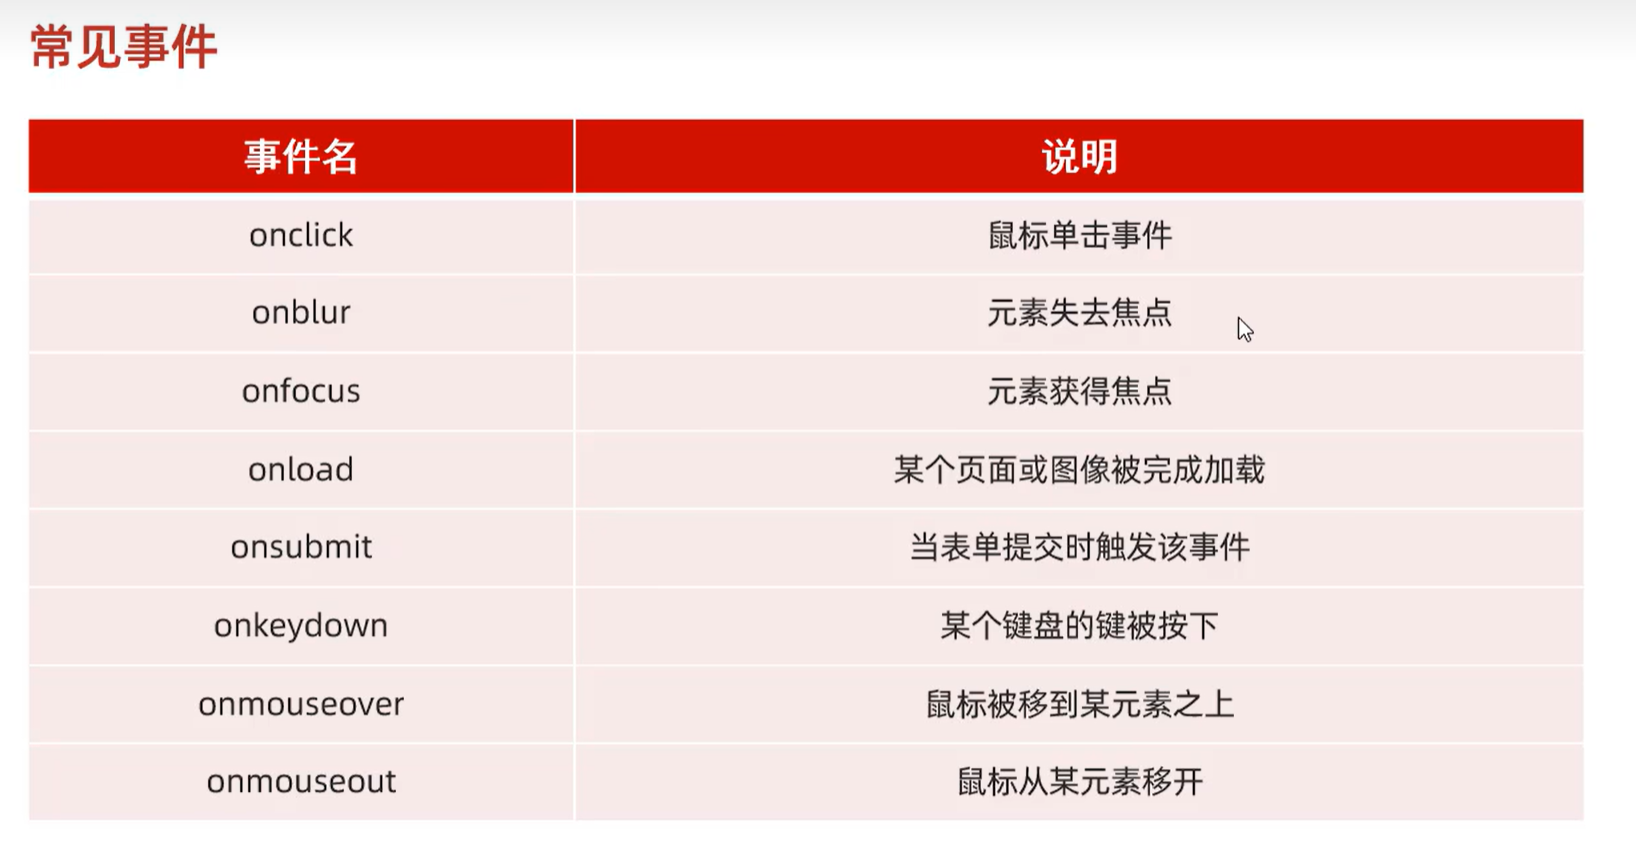 常见事件
事件名 说明
onclick 鼠标单击事件
onblur 元素失去焦点
onfocus 元素获得焦点
onload 某个页面或图像被完成加载
onsubmit 当表单提交时触发该事件
onkeydown 某个键盘的键被按下
onmouseover 鼠标被移到某元素之上
onmouseout 鼠标从某元素移开